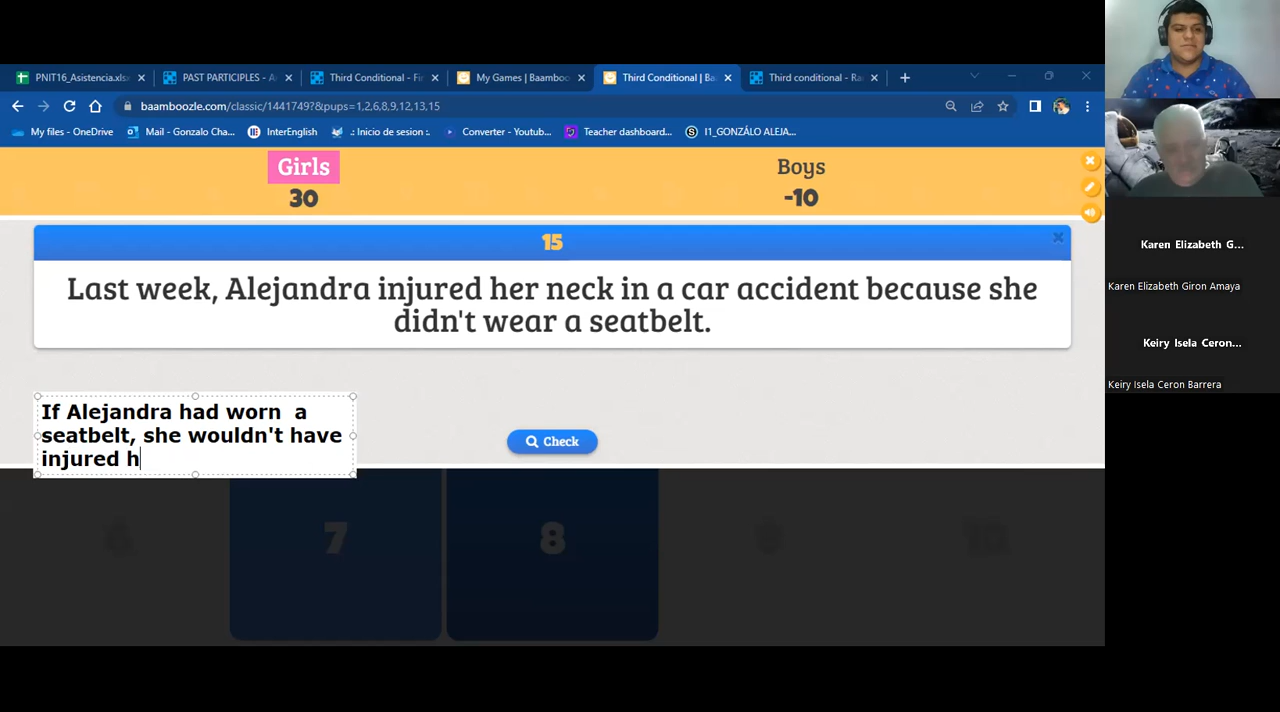 PNIT16_Asistencia.xlsx
PAST PARTICIPLES - A
Third Conditional - Fi
My Games | Baamboo
Third Conditional | Ba
Third conditional - Ra
baamboozle.com/classic/1441749?&pups=1,2,6,8,9,12,13,15
My files - OneDrive
Mail - Gonzalo Cha...
InterEnglish
.: Inicio de sesion :.
Converter - Youtub...
Teacher dashboard...
I1_GONZÁLO ALEJA...
Girls
Boys
30
-10
15
Last week, Alejandra injured her neck in a car accident because she
didn't wear a seatbelt.
If Alejandra had worn a
seatbelt, she wouldn't have
injured h
Check
7
8
9
10
Karen Elizabeth G...
Karen Elizabeth Giron Amaya
Keiry Isela Ceron...
Keiry Isela Ceron Barrera